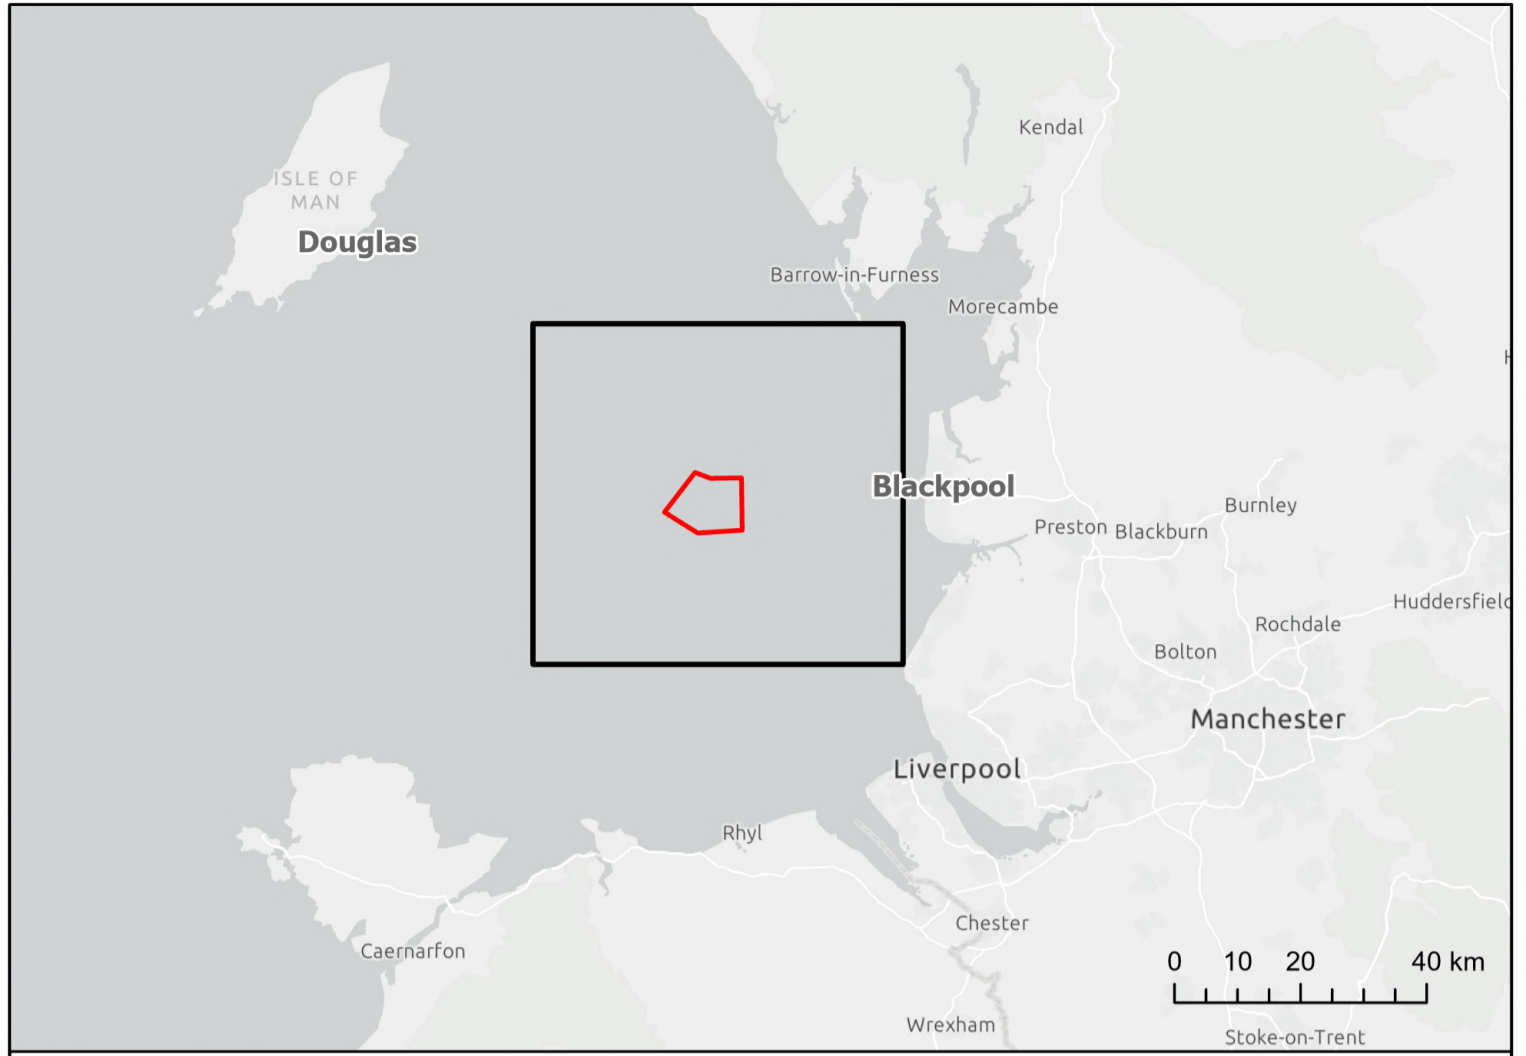 Kendal
ISLE OF
MAN
Douglas
Barrow-in-Furness
Morecambe
Blackpool
Burnley
Preston
Blackburn
Huddersfield
Rochdale
Bolton
Manchester
Liverpool
Rhyl
Chester
Caernarfon
0 10 20 40 km
Wrexham
Stoke-on-Trent